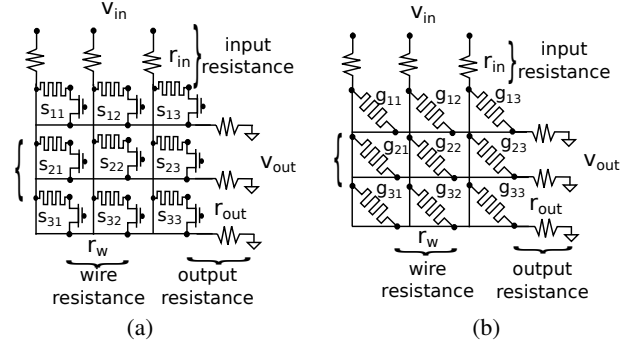 v_in
r_in
input
resistance
s_11 s_12 s_13
s_21 s_22 s_23
v_out
s_31 s_32 s_33
r_out
r_w
wire
resistance
output
resistance
(a)
v_in
r_in
input
resistance
g_11 g_12 g_13
g_21 g_22 g_23
v_out
g_31 g_32 g_33
r_out
r_w
wire
resistance
output
resistance
(b)